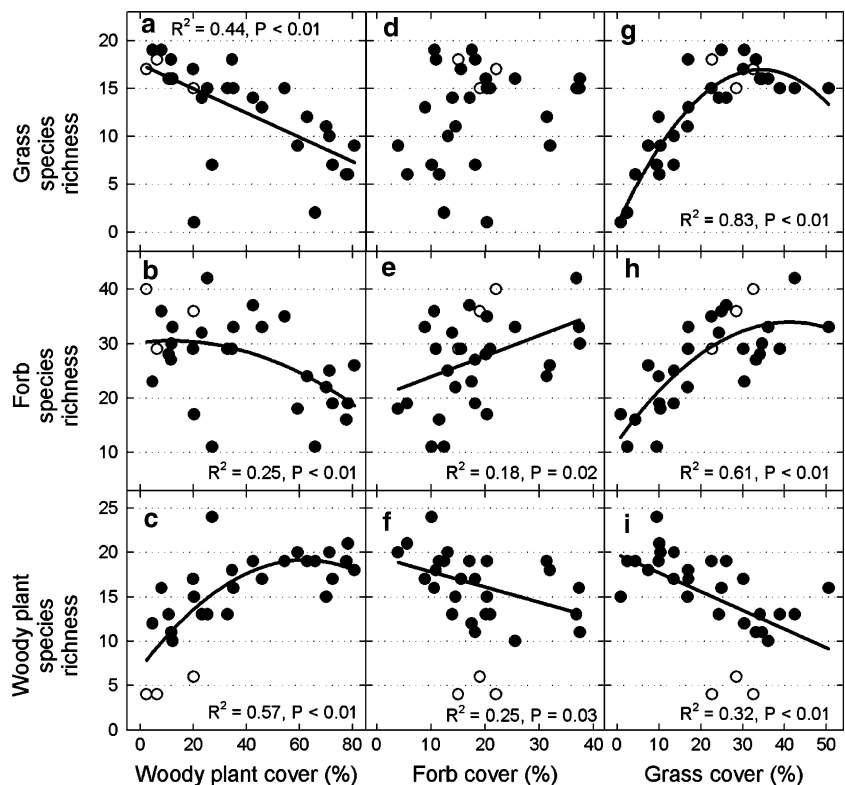 a
R² = 0.44, P < 0.01
d
g
R² = 0.83, P < 0.01
Grass
species
richness
20
15
10
5
0
b
R² = 0.25, P < 0.01
e
R² = 0.18, P = 0.02
h
R² = 0.61, P < 0.01
Forb
species
richness
40
30
20
10
c
R² = 0.57, P < 0.01
f
R² = 0.25, P = 0.03
i
R² = 0.32, P < 0.01
Woody plant
species
richness
25
20
15
10
5
0
0 20 40 60 80
0 10 20 30 40
0 10 20 30 40 50
Woody plant cover (%)
Forb cover (%)
Grass cover (%)